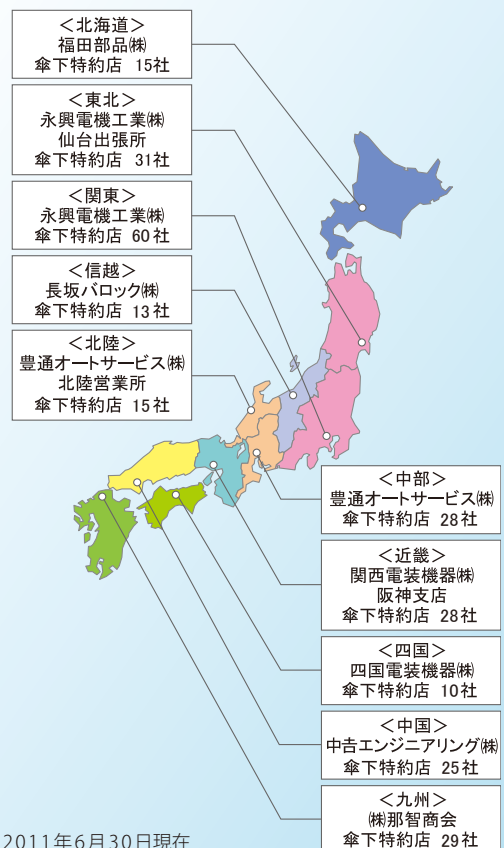 ＜北海道＞
福田部品㈱
傘下特約店 15社
＜東北＞
永興電機工業㈱
仙台出張所
傘下特約店 31社
＜関東＞
永興電機工業㈱
傘下特約店 60社
＜信越＞
長坂バロック㈱
傘下特約店 13社
＜北陸＞
豊通オートサービス㈱
北陸営業所
傘下特約店 15社
＜中部＞
豊通オートサービス㈱
傘下特約店 28社
＜近畿＞
関西電装機器㈱
阪神支店
傘下特約店 28社
＜四国＞
四国電装機器㈱
傘下特約店 10社
＜中国＞
中吿エンジニアリング㈱
傘下特約店 25社
＜九州＞
㈱那智商会
傘下特約店 29社
2011年6月30日現在